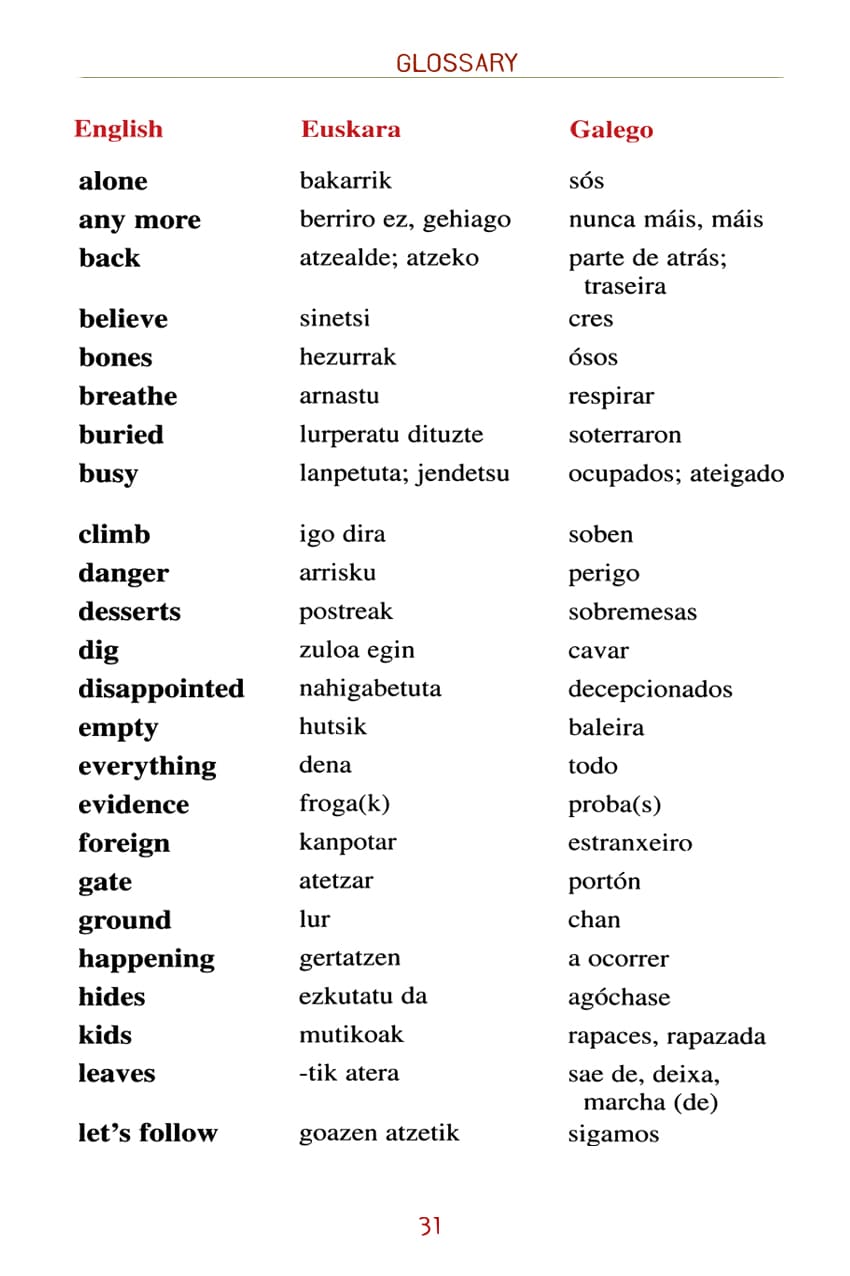 GLOSSARY
English Euskara Galego
alone bakarrik sós
any more berriro ez, gehiago nunca máis, máis
back atzealde; atzeko parte de atrás;
traseira
believe sinetsi cres
bones hezurrak ósos
breathe arnastu respirar
buried lurperatu dituzte soterraron
busy lanpetuta; jendetsu ocupados; ateigado
climb igo dira soben
danger arrisku perigo
desserts postreak sobremesas
dig zuloa egin cavar
disappointed nahigabetuta decepcionados
empty hutsik baleira
everything dena todo
evidence froga(k) proba(s)
foreign kanpotar estranxeiro
gate atetzar portón
ground lur chan
happening gertatzen a ocorrer
hides ezkutatu da agóchase
kids mutikoak rapaces, rapazada
leaves -tik atera sae de, deixa,
marcha (de)
let's follow goazen atzetik sigamos
31